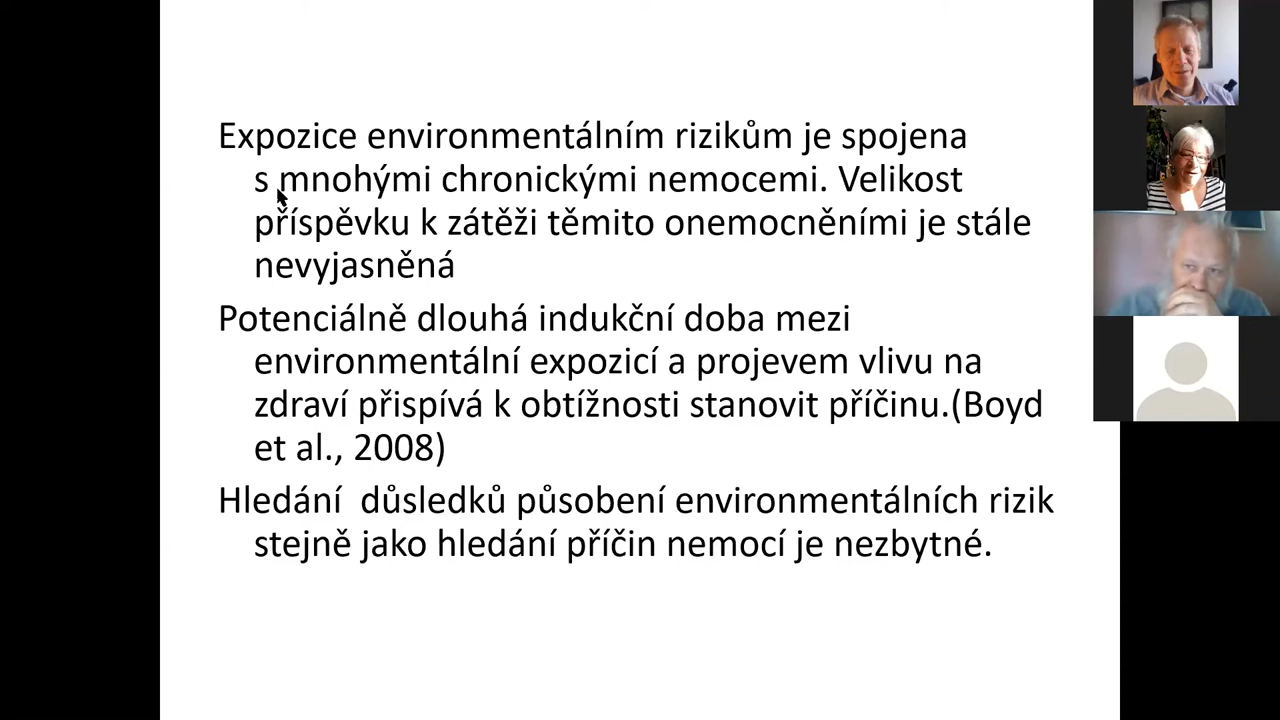 Expozice environmentálním rizikům je spojena
s mnohými chronickými nemocemi. Velikost
příspěvku k zátěži těmito onemocněními je stále
nevyjasněná
Potenciálně dlouhá indukční doba mezi
environmentální expozicí a projevem vlivu na
zdraví přispívá k obtížnosti stanovit příčinu.(Boyd
et al., 2008)
Hledání  důsledků působení environmentálních rizik
stejně jako hledání příčin nemocí je nezbytné.